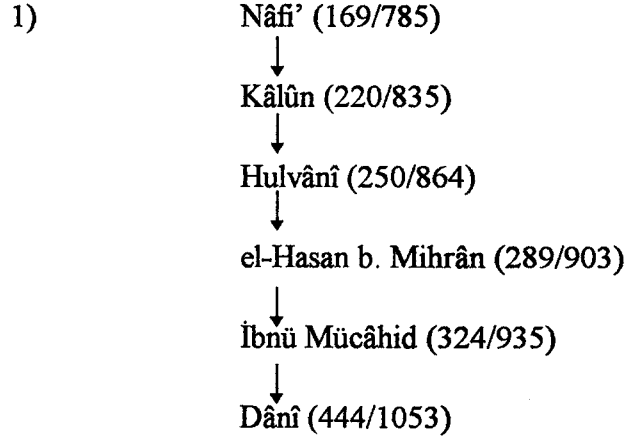 1) Nâfi’ (169/785)
Kâlûn (220/835)
Hulvânî (250/864)
el-Hasan b. Mihrân (289/903)
İbnü Mücâhid (324/935)
Dânî (444/1053)